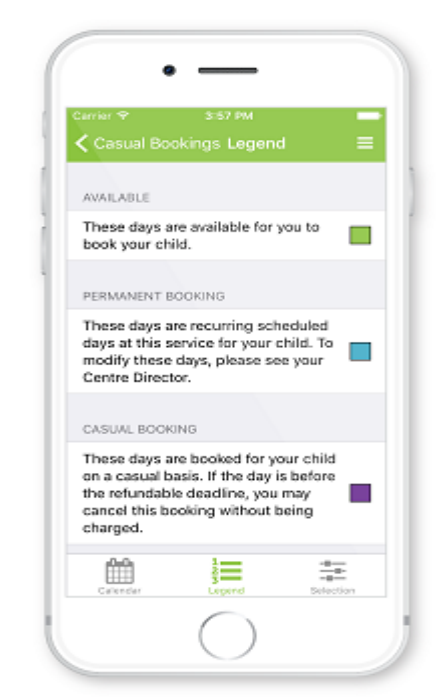 Carrier 3:57 PM
Casual Bookings Legend
AVAILABLE
These days are available for you to
book your child.
PERMANENT BOOKING
These days are recurring scheduled
days at this service for your child. To
modify these days, please see your
Centre Director.
CASUAL BOOKING
These days are booked for your child
on a casual basis. If the day is before
the refundable deadline, you may
cancel this booking without being
charged.
1
2
3
Calendar Legend Selection